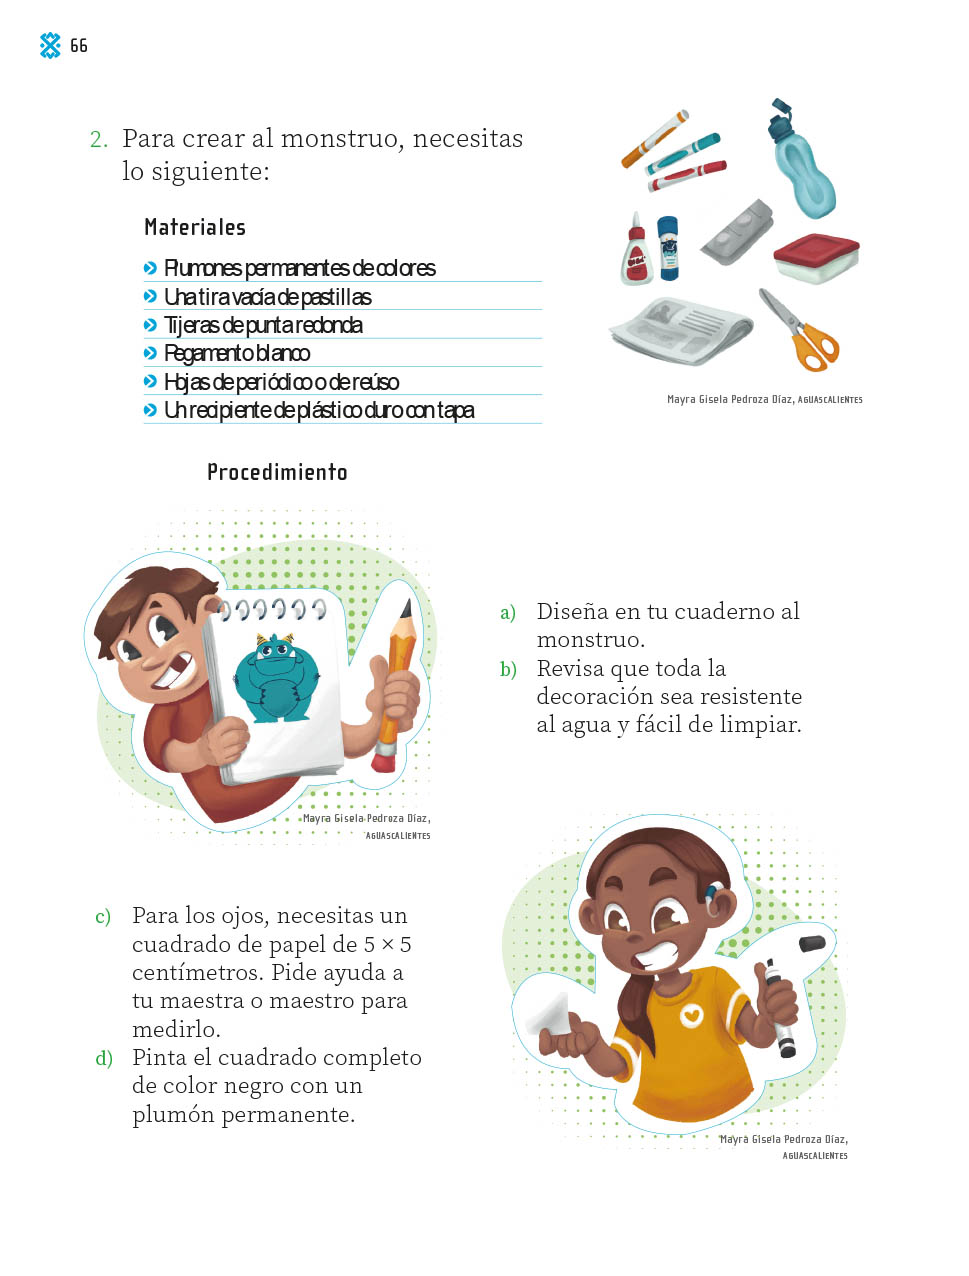 66
2. Para crear al monstruo, necesitas
lo siguiente:
Materiales
Plumones permanentes de colores
Una tira vacía de pastillas
Tijeras de punta redonda
Pegamento blanco
Hojas de periódico o de reúso
Un recipiente de plástico duro con tapa
Mayra Gisela Pedroza Díaz, AGUASCALIENTES
Procedimiento
a) Diseña en tu cuaderno al
monstruo.
b) Revisa que toda la
decoración sea resistente
al agua y fácil de limpiar.
Mayra Gisela Pedroza Díaz,
AGUASCALIENTES
c) Para los ojos, necesitas un
cuadrado de papel de 5 × 5
centímetros. Pide ayuda a
tu maestra o maestro para
medirlo.
d) Pinta el cuadrado completo
de color negro con un
plumón permanente.
Mayra Gisela Pedroza Díaz,
AGUASCALIENTES